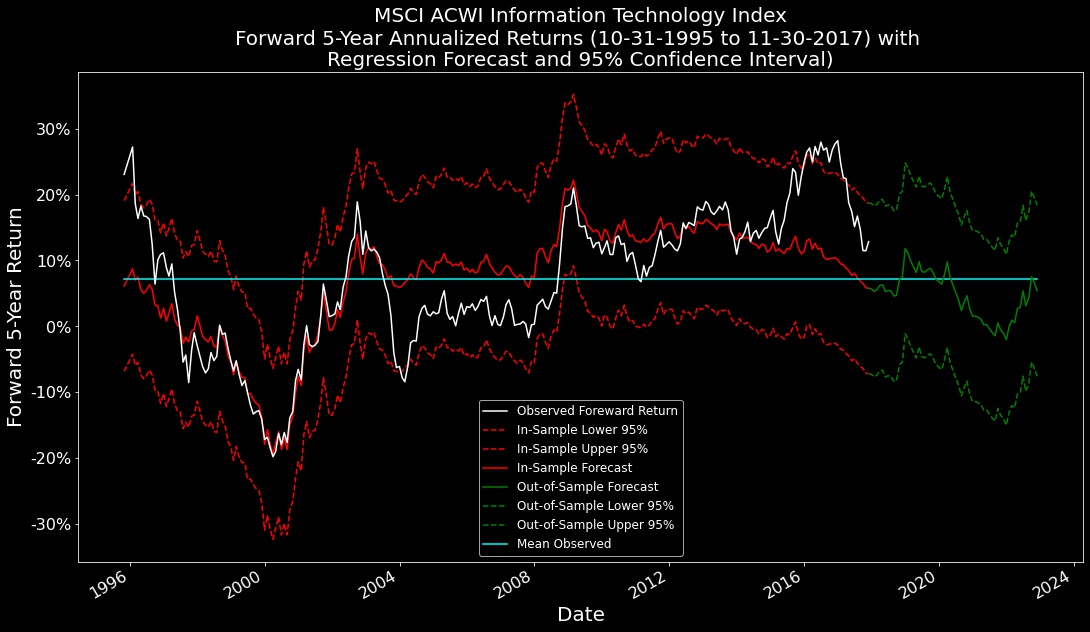 MSCI ACWI Information Technology Index
Forward 5-Year Annualized Returns (10-31-1995 to 11-30-2017) with
Regression Forecast and 95% Confidence Interval)
Forward 5-Year Return
30%
20%
10%
0%
-10%
-20%
-30%
Observed Foreward Return
In-Sample Lower 95%
In-Sample Upper 95%
In-Sample Forecast
Out-of-Sample Forecast
Out-of-Sample Lower 95%
Out-of-Sample Upper 95%
Mean Observed
1996
2000
2004
2008
2012
2016
2020
2024
Date